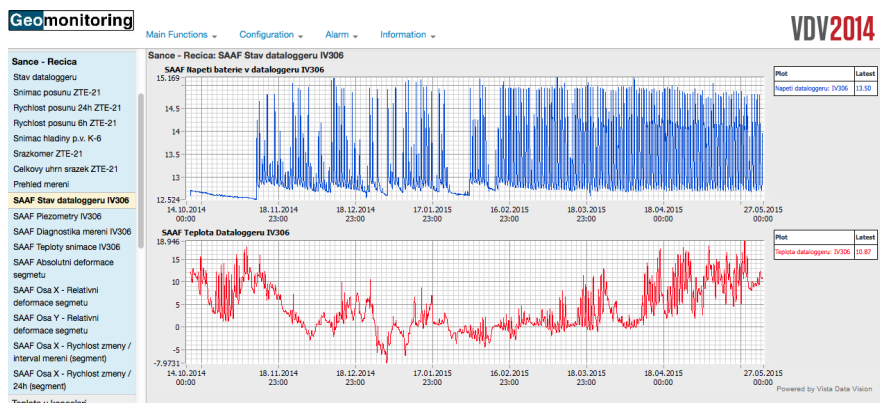 Geomonitoring
Main Functions Configuration Alarm Information
VDV2014
Sance - Recica
Stav dataloggeru
Snimac posunu ZTE-21
Rychlost posunu 24h ZTE-21
Rychlost posunu 6h ZTE-21
Snimac hladiny p.v. K-6
Srazkomer ZTE-21
Celkovy uhrn srazek ZTE-21
Prehled mereni
SAAF Stav dataloggeru IV306
SAAF Piezometry IV306
SAAF Diagnostika mereni IV306
SAAF Teploty snimace IV306
SAAF Absolutni deformace
segmetu
SAAF Osa X - Relativni
deformace segmetu
SAAF Osa Y - Relativni
deformace segmetu
SAAF Osa X - Rychlost zmeny /
interval mereni (segment)
SAAF Osa X - Rychlost zmeny /
24h (segment)
Sance - Recica: SAAF Stav dataloggeru IV306
SAAF Napeti baterie v dataloggeru IV306
15.169
14.5
14
13.5
13
12.524
14.10.2014 18.11.2014 18.12.2014 17.01.2015 16.02.2015 18.03.2015 18.04.2015 27.05.2015
00:00 23:00 23:00 23:00 23:00 23:00 00:00 00:00
Plot Latest
Napeti dataloggeru: IV306 13.50
SAAF Teplota Dataloggeru IV306
18.946
15
10
5
0
-5
-7.9731
14.10.2014 18.11.2014 18.12.2014 17.01.2015 16.02.2015 18.03.2015 18.04.2015 27.05.2015
00:00 23:00 23:00 23:00 23:00 23:00 00:00 00:00
Plot Latest
Teplota dataloggeru: IV306 10.87
Powered by Vista Data Vision